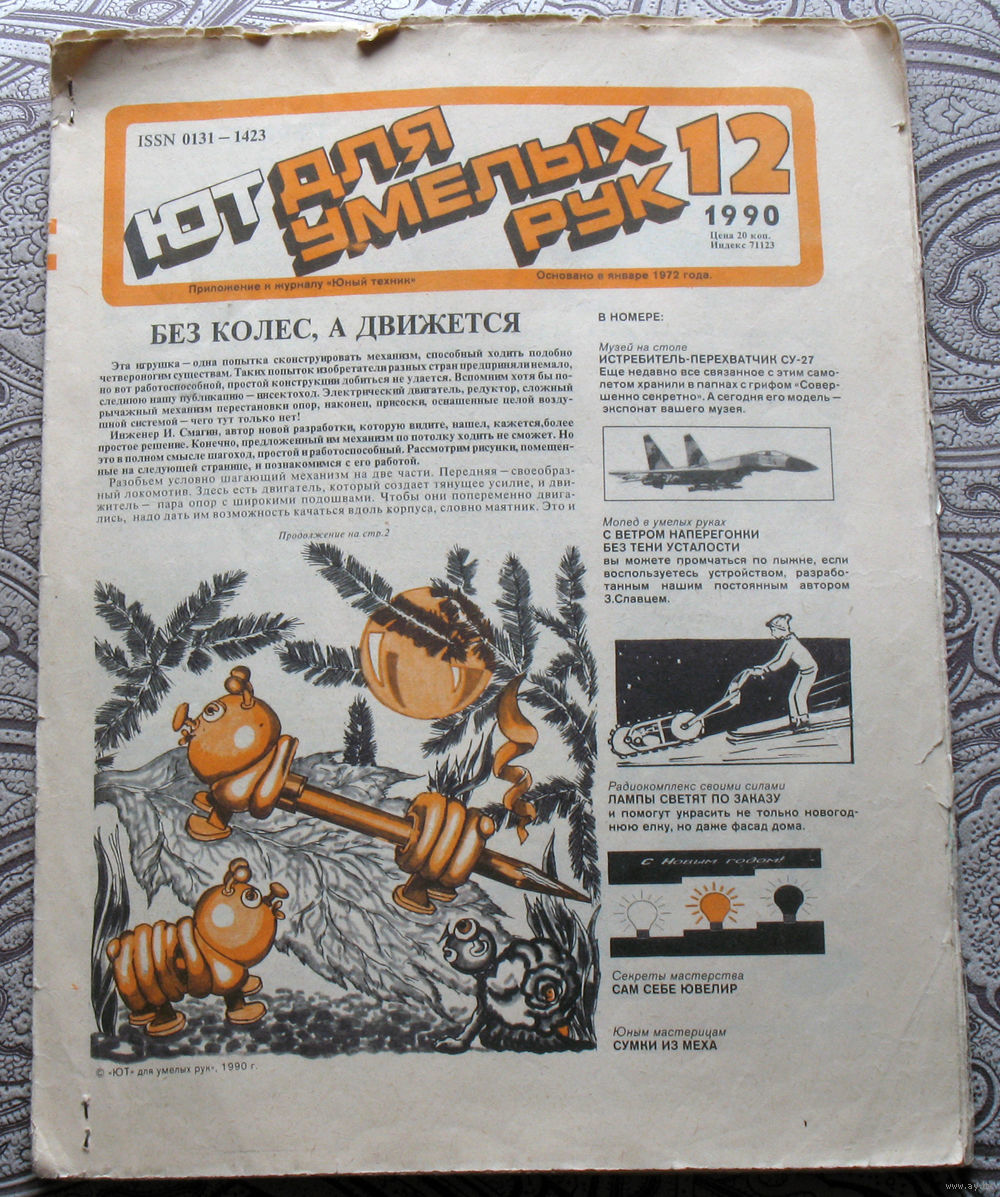 ISSN 0131 — 1423
ЮТ ДЛЯ
УМЕЛЫХ
РУК
12
1990
Цена 20 коп.
Индекс 71123
Приложение к журналу «Юный техник»
Основано в январе 1972 года.
БЕЗ КОЛЕС, А ДВИЖЕТСЯ
Эта игрушка — одна попытка сконструировать механизм, способный ходить подобно
четвероногим существам. Таких попыток изобретатели разных стран предприняли немало,
но вот работоспособной, простой конструкции добиться не удается. Вспомним хотя бы по-
следнюю нашу публикацию — инсектоход. Электрический двигатель, редуктор, сложный
рычажный механизм перестановки опор, наконец, присоски, оснащенные целой возду-
шной системой — чего тут только нет!
Инженер И. Смагин, автор новой разработки, которую видите, нашел, кажется,более
простое решение. Конечно, предложенный им механизм по потолку ходить не сможет. Но
это в полном смысле шагоход, простой и работоспособный. Рассмотрим рисунки, помещен-
ные на следующей странице, и познакомимся с его работой.
Разобьем условно шагающий механизм на две части. Передняя — своеобраз-
ный локомотив. Здесь есть двигатель, который создает тянущее усилие, и дви-
житель — пара опор с широкими подошвами. Чтобы они попеременно двига-
лись, надо дать им возможность качаться вдоль корпуса, словно маятник. Это и
Продолжение на стр.2
© «ЮТ» для умелых рук», 1990 г.
В НОМЕРЕ:
Музей на столе
ИСТРЕБИТЕЛЬ-ПЕРЕХВАТЧИК СУ-27
Еще недавно все связанное с этим само-
летом хранили в папках с грифом «Совер-
шенно секретно». А сегодня его модель —
экспонат вашего музея.
Мопед в умелых руках
С ВЕТРОМ НАПЕРЕГОНКИ
БЕЗ ТЕНИ УСТАЛОСТИ
вы можете промчаться по лыжне, если
воспользуетесь устройством, разрабо-
танным нашим постоянным автором
З.Славцем.
Радиокомплекс своими силами
ЛАМПЫ СВЕТЯТ ПО ЗАКАЗУ
и помогут украсить не только новогод-
нюю елку, но даже фасад дома.
С Новым годом!
Секреты мастерства
САМ СЕБЕ ЮВЕЛИР
Юным мастерицам
СУМКИ ИЗ МЕХА